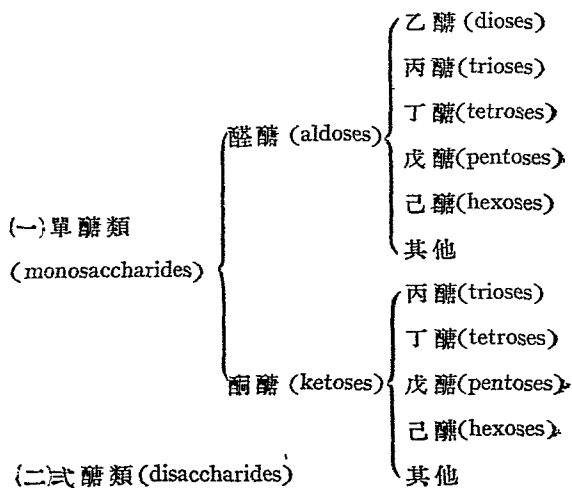 (一)單醣類
(monosaccharides)
醛醣 (aldoses)
乙醣 (dioses)
丙醣(trioses)
丁醣(tetroses)
戊醣(pentoses)
己醣(hexoses)
其他
酮醣 (ketoses)
丙醣(trioses)
丁醣(tetroses)
戊醣(pentoses)
己醣(hexoses)
其他
(二)弍醣類(disaccharides)